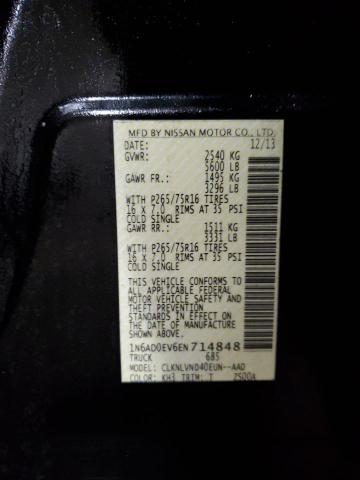 MFD BY NISSAN MOTOR CO., LTD.
DATE: 12/13
GVWR: 2540 KG
5600 LB
GAWR FR.: 1495 KG
3296 LB
WITH P265/75R16 TIRES
16 X 7.0 RIMS AT 35 PSI
COLD SINGLE
GAWR RR.: 1511 KG
3331 LB
WITH P265/75R16 TIRES
16 X 7.0 RIMS AT 35 PSI
COLD SINGLE
THIS VEHICLE CONFORMS
TO ALL APPLICABLE FEDERAL
MOTOR VEHICLE SAFETY
AND THEFT PREVENTION
STANDARDS IN EFFECT ON
THE DATE OF MANUFACTURE
SHOWN ABOVE.
1N6AD0EV6EN714848
TRUCK 685
MODEL: CLKNLVND40EUN--AAD
COLOR: KH3 TRIM: T 7500A